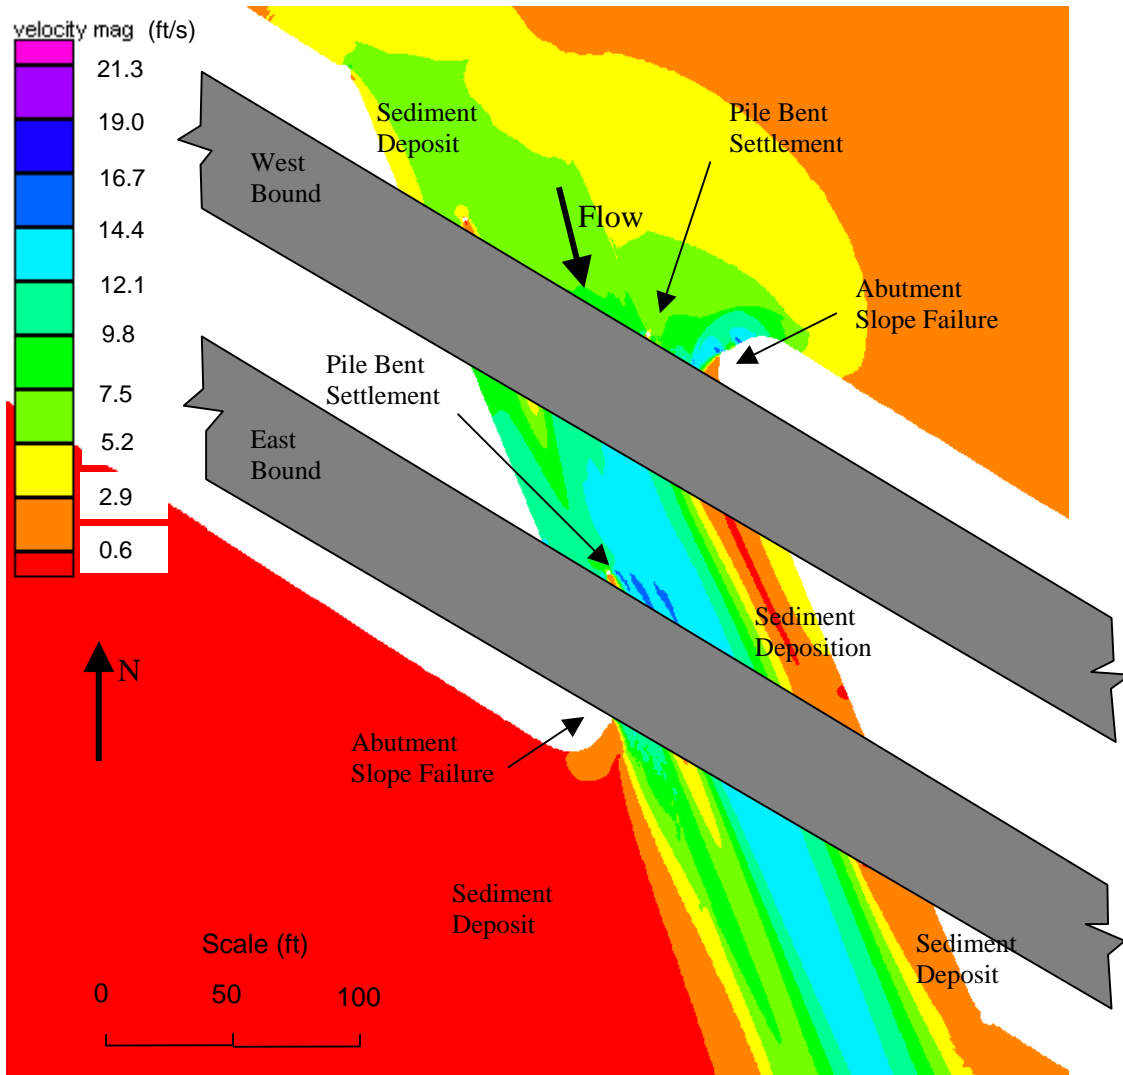 velocity mag (ft/s)
21.3
19.0
16.7
14.4
12.1
9.8
7.5
5.2
2.9
0.6
Sediment
Deposit
Pile Bent
Settlement
West
Bound
Flow
Abutment
Slope Failure
Pile Bent
Settlement
East
Bound
Sediment
Deposition
N
Abutment
Slope Failure
Sediment
Deposit
Sediment
Deposit
Scale (ft)
0 50 100